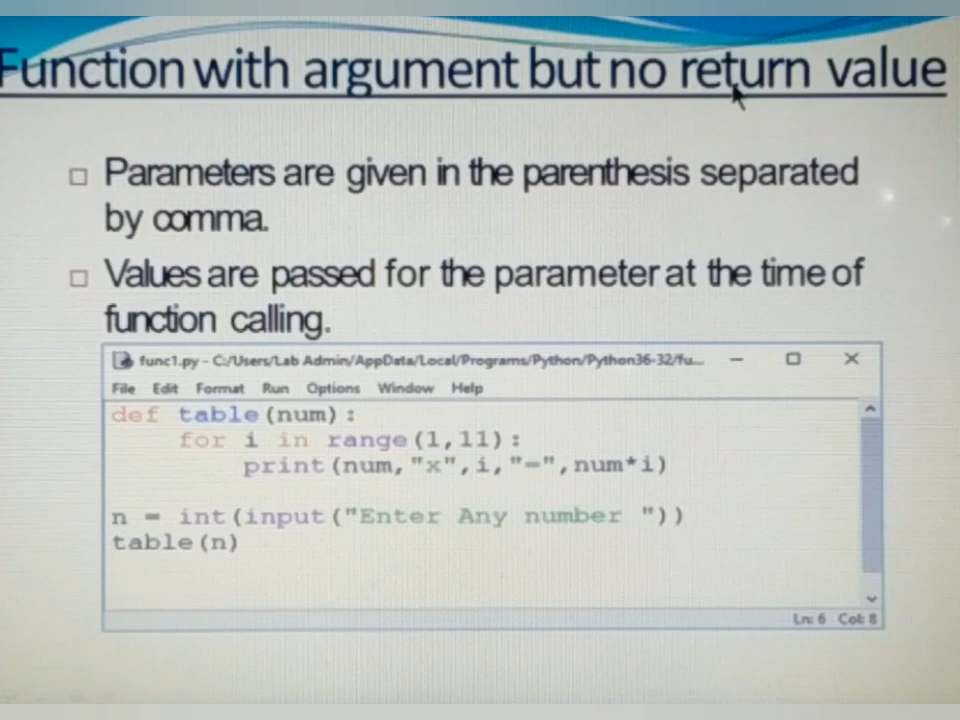 Function with argument but no return value
Parameters are given in the parenthesis separated
by comma.
Values are passed for the parameter at the time of
function calling.
func1.py - C:/Users/Lab Admin/AppData/Local/Programs/Python/Python36-32/fu...
File Edit Format Run Options Window Help
def table(num):
    for i in range(1,11):
        print(num,"x",i,"=",num*i)
n = int(input("Enter Any number "))
table(n)
Ln: 6 Col: 8